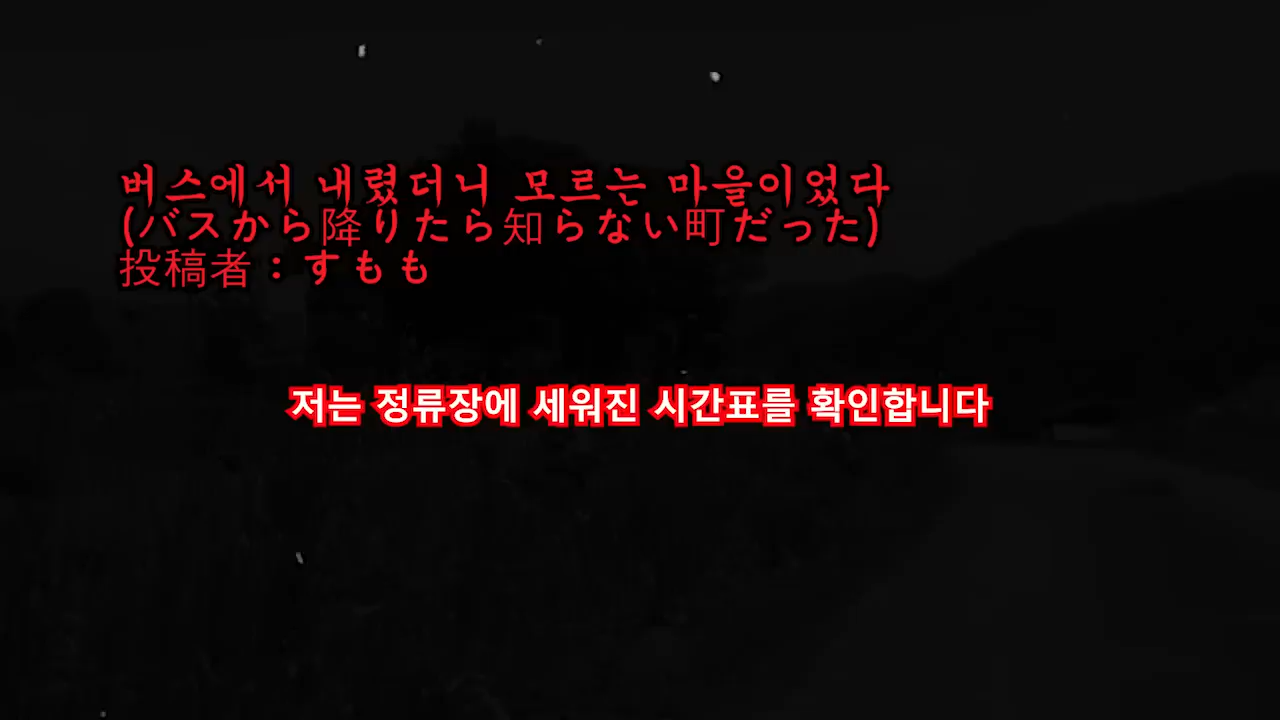 버스에서 내렸더니 모르는 마을이었다
(バスから降りたら知らない町だった)
投稿者：すもも
저는 정류장에 세워진 시간표를 확인합니다